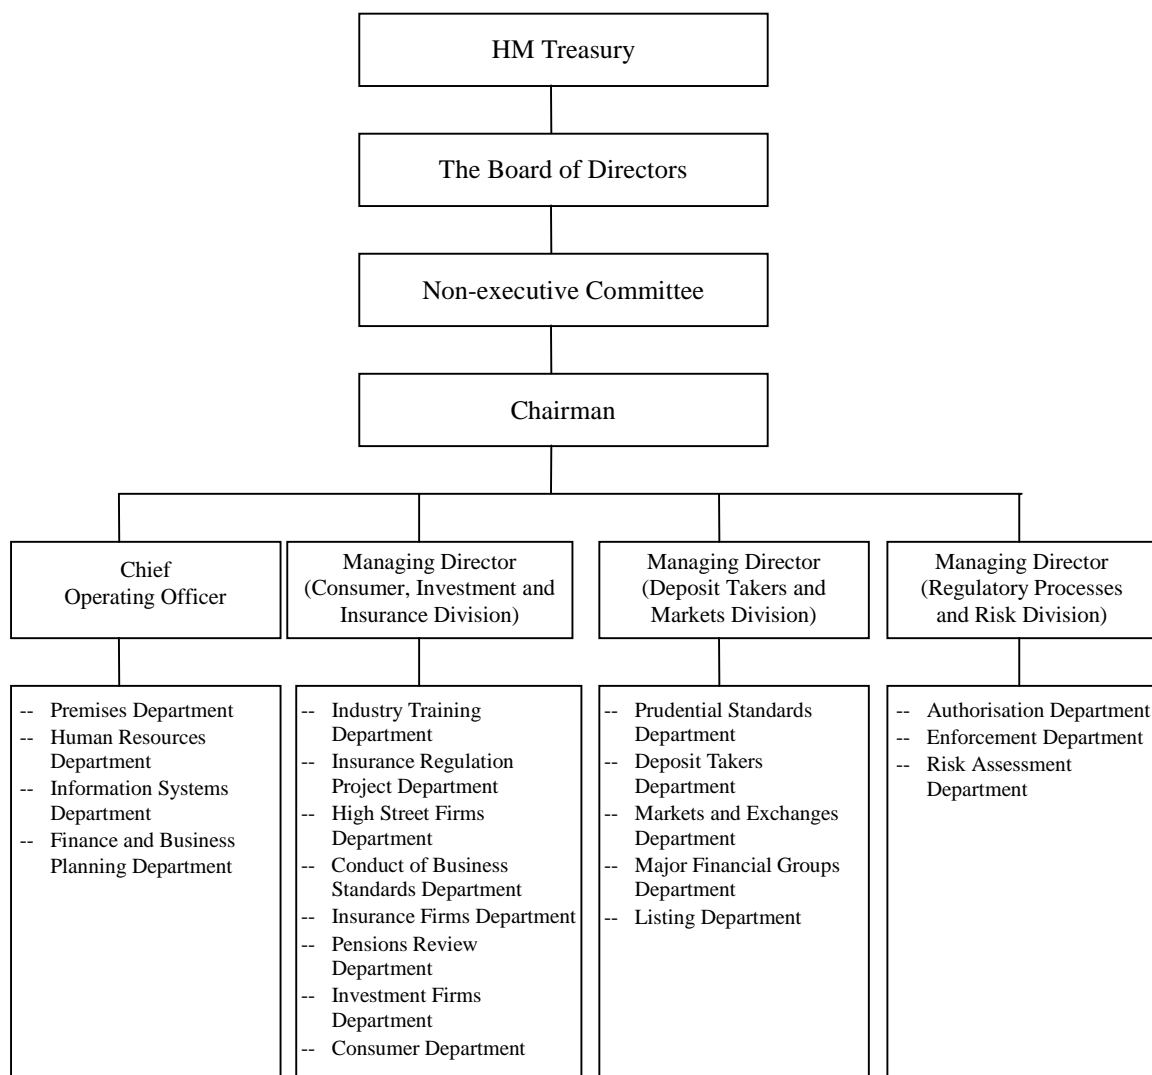 HM Treasury
The Board of Directors
Non-executive Committee
Chairman
Chief
Operating Officer
Managing Director
(Consumer, Investment and
Insurance Division)
Managing Director
(Deposit Takers and
Markets Division)
Managing Director
(Regulatory Processes
and Risk Division)
-- Premises Department
-- Human Resources
Department
-- Information Systems
Department
-- Finance and Business
Planning Department
-- Industry Training
Department
-- Insurance Regulation
Project Department
-- High Street Firms
Department
-- Conduct of Business
Standards Department
-- Insurance Firms Department
-- Pensions Review
Department
-- Investment Firms
Department
-- Consumer Department
-- Prudential Standards
Department
-- Deposit Takers
Department
-- Markets and Exchanges
Department
-- Major Financial Groups
Department
-- Listing Department
-- Authorisation Department
-- Enforcement Department
-- Risk Assessment
Department